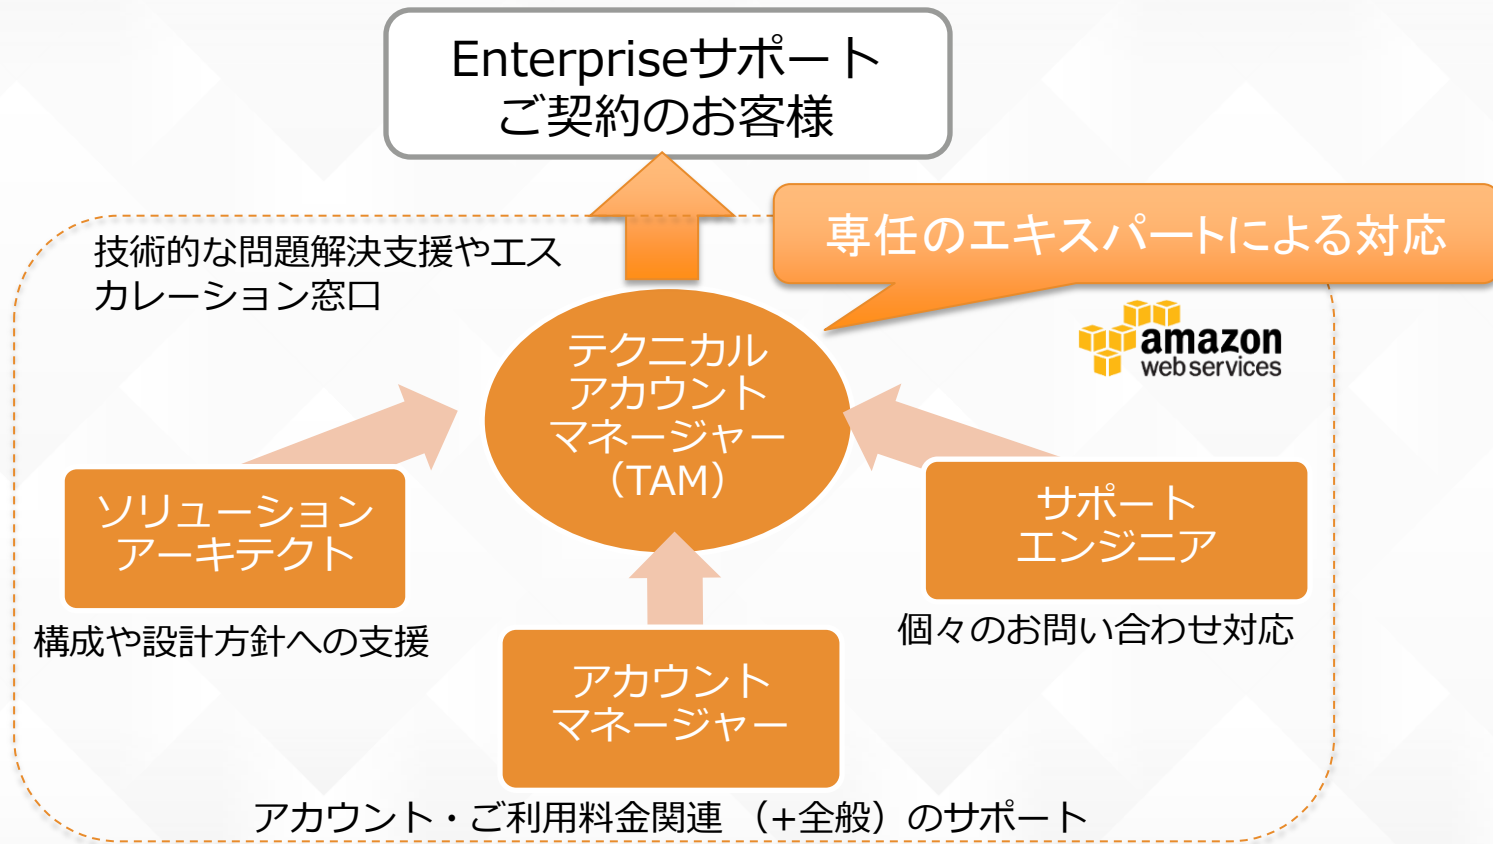 Enterpriseサポート
ご契約のお客様
専任のエキスパートによる対応
技術的な問題解決支援やエス
カレーション窓口
amazon
webservices
テクニカル
アカウント
マネージャー
（TAM）
ソリューション
アーキテクト
サポート
エンジニア
構成や設計方針への支援
個々のお問い合わせ対応
アカウント
マネージャー
アカウント・ご利用料金関連 （+全般）のサポート